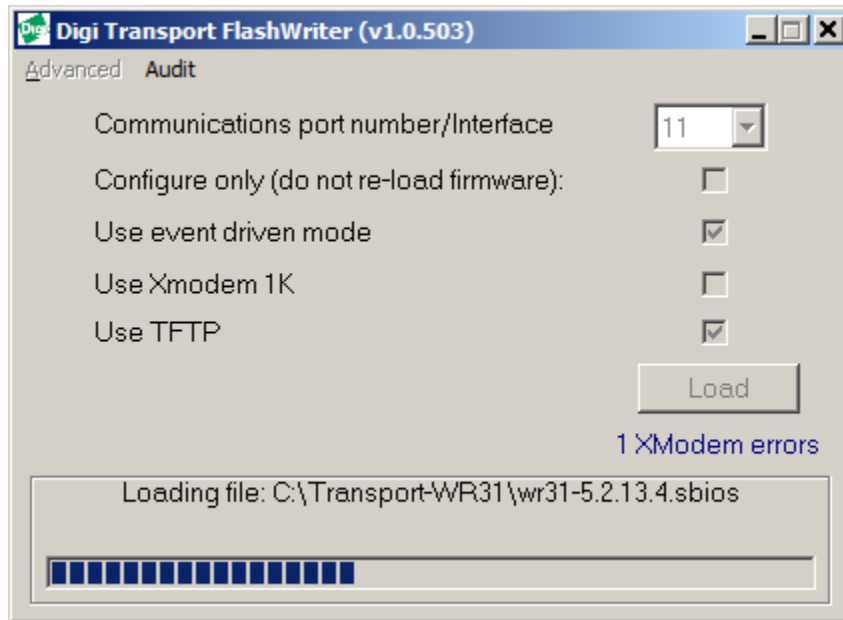 Digi Digi Transport FlashWriter (v1.0.503)
Advanced Audit
Communications port number/Interface 11
Configure only (do not re-load firmware):
Use event driven mode
Use Xmodem 1K
Use TFTP
Load
1 XModem errors
Loading file: C:\Transport-WR31\wr31-5.2.13.4.sbios